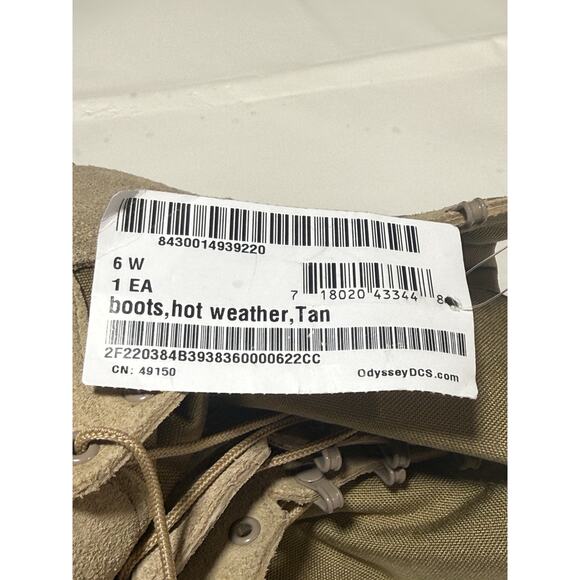 8430014939220
6 W
1 EA
7 18020 43344 8
boots,hot weather,Tan
2F220384B3938360000622CC
CN: 49150
OdysseyDCS.com